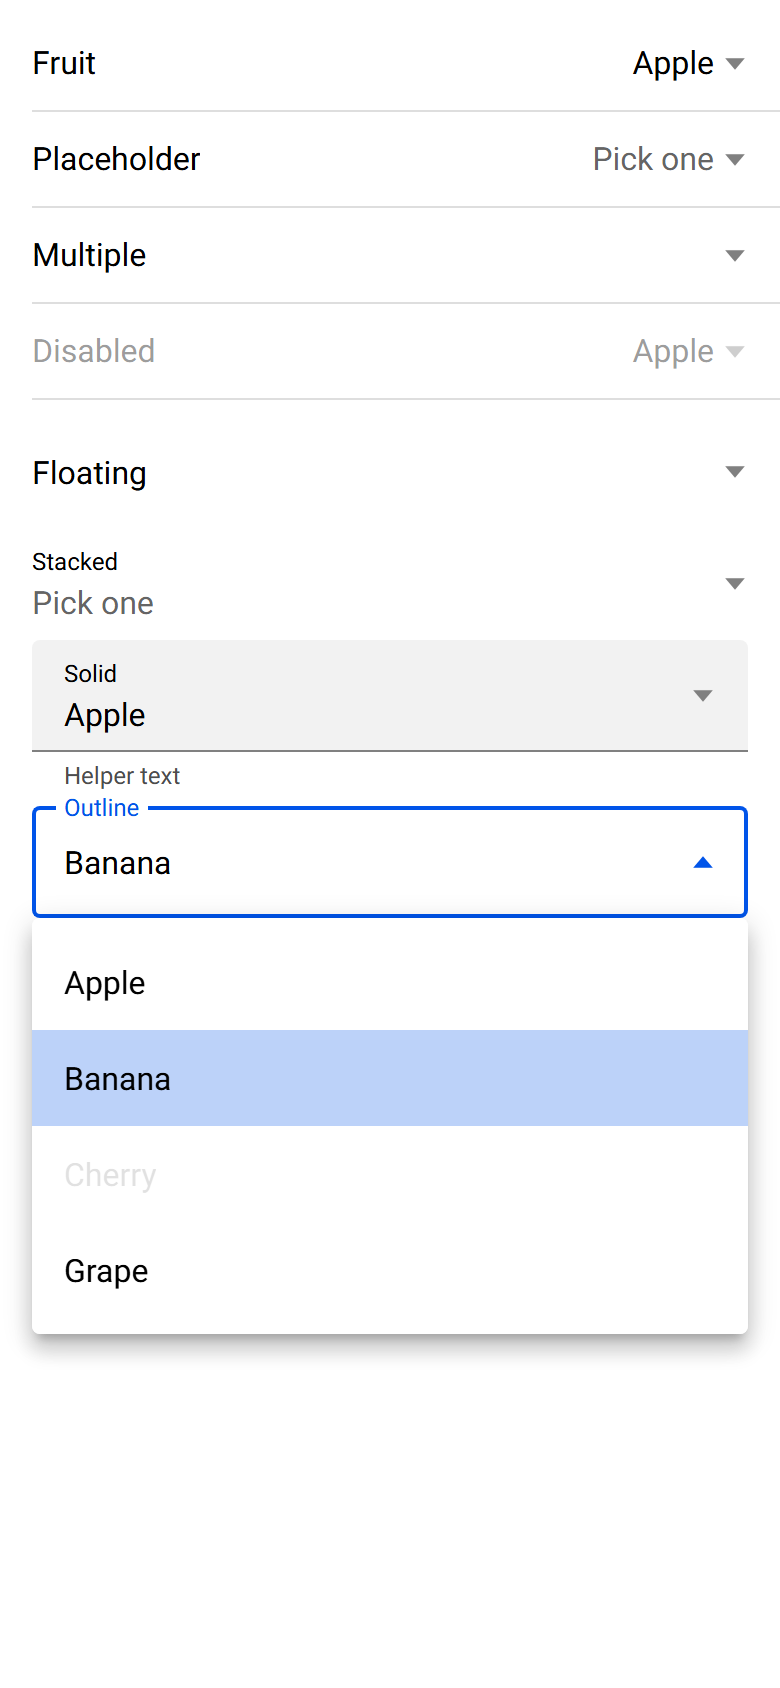 Fruit Apple
Placeholder Pick one
Multiple
Disabled Apple
Floating
Stacked
Pick one
Solid
Apple
Helper text
Outline
Banana
Apple
Banana
Cherry
Grape